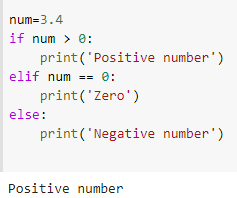 num=3.4
if num > 0:
    print('Positive number')
elif num == 0:
    print('Zero')
else:
    print('Negative number')
Positive number